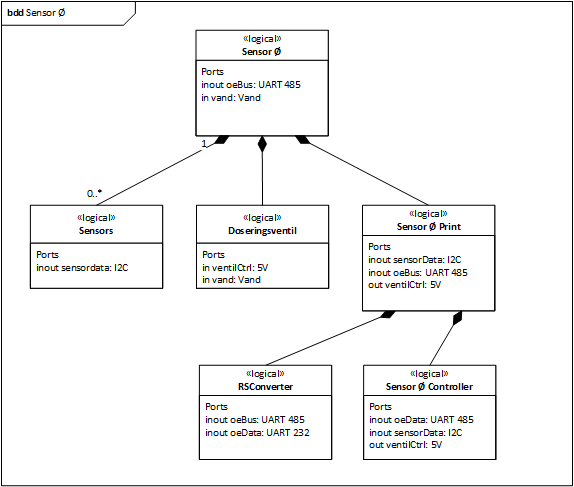 bdd Sensor Ø
«logical»
Sensor Ø
Ports
inout oeBus: UART 485
in vand: Vand
1
0..*
«logical»
Sensors
Ports
inout sensordata: I2C
«logical»
Doseringsventil
Ports
in ventilCtrl: 5V
in vand: Vand
«logical»
Sensor Ø Print
Ports
inout sensorData: I2C
inout oeBus: UART 485
out ventilCtrl: 5V
«logical»
RSConverter
Ports
inout oeBus: UART 485
inout oeData: UART 232
«logical»
Sensor Ø Controller
Ports
inout oeData: UART 485
inout sensorData: I2C
out ventilCtrl: 5V